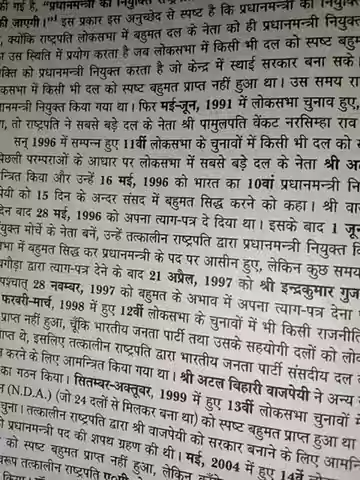 की गई है, "प्रधानमन्त्री की नियुक्ति
की जाएगी।" इस प्रकार इस अनुच्छेद से स्पष्ट है कि प्रधानमन्त्री की नियुक्ति
, क्योंकि राष्ट्रपति लोकसभा में बहुमत दल के नेता को ही प्रधानमन्त्री नियुक्त
का उस स्थिति में प्रयोग करता है जब लोकसभा में किसी भी दल को स्पष्ट बहुमत
व्यक्ति को प्रधानमन्त्री नियुक्त करता है जो केन्द्र में स्थाई सरकार बना सके।
कसभा में किसी भी दल को स्पष्ट बहुमत प्राप्त नहीं हुआ था। उस समय रा
नमन्त्री नियुक्त किया गया था। फिर मई-जून, 1991 में लोकसभा चुनाव हुए,
ा, तो राष्ट्रपति ने सबसे बड़े दल के नेता श्री पामुलपति वेंकट नरसिम्हा राव
सन् 1996 में सम्पन्न हुए 11वीं लोकसभा के चुनावों में किसी भी दल को स
पिछली परम्पराओं के आधार पर लोकसभा में सबसे बड़े दल के नेता श्री अट
न्त्रित किया और उन्हें 16 मई, 1996 को भारत का 10वां प्रधानमन्त्री नि
पेयी को 15 दिन के अन्दर संसद में बहुमत सिद्ध करने को कहा। श्री वा
दिन बाद 28 मई, 1996 को अपना त्याग-पत्र दे दिया था। इसके बाद 1 जून
युक्त मोर्चे के नेता बनें, उन्हें तत्कालीन राष्ट्रपति द्वारा प्रधानमन्त्री नियुक्त कि
भा में बहुमत सिद्ध कर प्रधानमन्त्री के पद पर आसीन हुए, लेकिन कुछ समय
गौड़ा द्वारा त्याग-पत्र देने के बाद 21 अप्रैल, 1997 को श्री इन्द्रकुमार गुज
पश्चात् 28 नवम्बर, 1997 को बहुमत के अभाव में अपना त्याग-पत्र देना
फरवरी-मार्च, 1998 में हुए 12वीं लोकसभा के चुनावों में भी किसी राजनीति
प्राप्त नहीं हुआ, चूँकि भारतीय जनता पार्टी तथा उसके सहयोगी दलों को लोक
प्त थे, इसलिए तत्कालीन राष्ट्रपति द्वारा भारतीय जनता पार्टी संसदीय दल के
न करने के लिए आमन्त्रित किया गया था। श्री अटल बिहारी वाजपेयी ने अन्य
का गठन किया। सितम्बर-अक्तूबर, 1999 में हुए 13वीं लोकसभा चुनावों में
न (N.D.A.) (जो 24 दलों से मिलकर बना था) को स्पष्ट बहुमत प्राप्त हुआ था
चुना। तत्कालीन राष्ट्रपति द्वारा श्री वाजपेयी को सरकार बनाने के लिए आमन्
प्रधानमन्त्री पद की शपथ ग्रहण की थी। मई, 2004 में हुए 14वें लोक
को स्पष्ट बहुमत प्राप्त नहीं हुआ, लेकिन
रूप तत्कालीन राष्ट्रपति